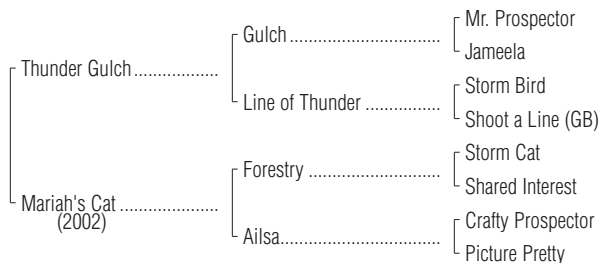 Mr. Prospector
Gulch
Jameela
Thunder Gulch
Storm Bird
Line of Thunder
Shoot a Line (GB)
Storm Cat
Forestry
Shared Interest
Mariah's Cat
(2002)
Crafty Prospector
Ailsa
Picture Pretty